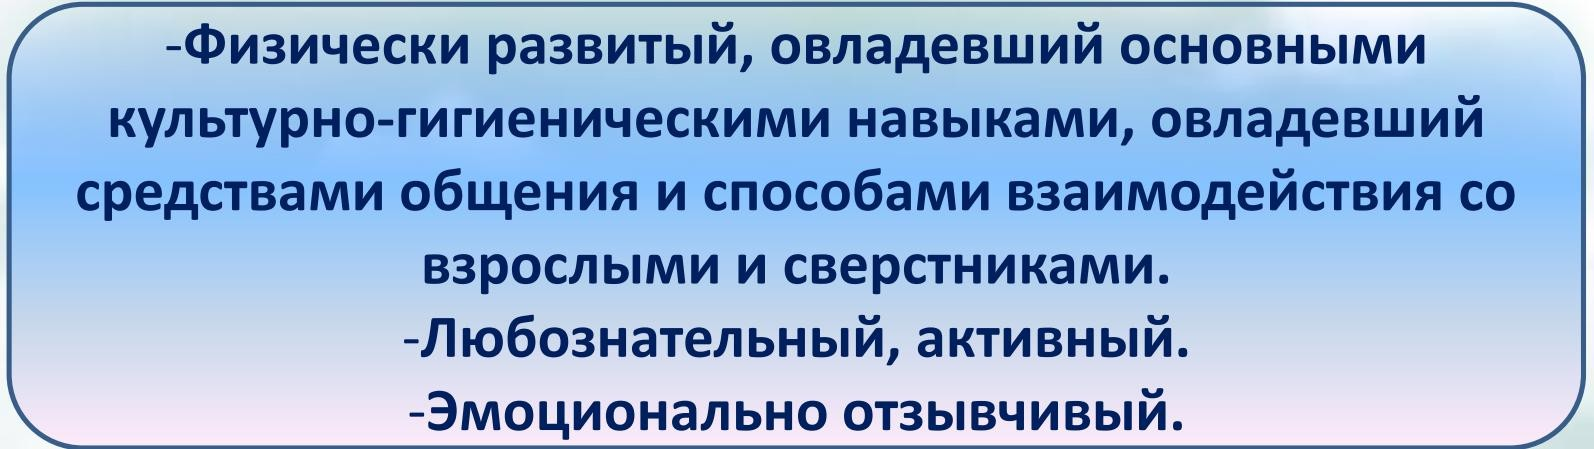 -Физически развитый, овладевший основными
культурно-гигиеническими навыками, овладевший
средствами общения и способами взаимодействия со
взрослыми и сверстниками.
-Любознательный, активный.
-Эмоционально отзывчивый.